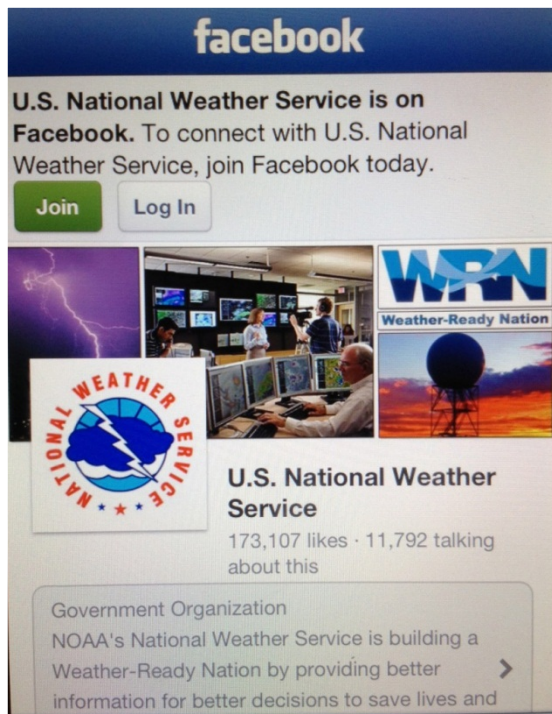 facebook
U.S. National Weather Service is on
Facebook. To connect with U.S. National
Weather Service, join Facebook today.
Join
Log In
WRN
Weather-Ready Nation
NATIONAL WEATHER SERVICE
U.S. National Weather
Service
173,107 likes · 11,792 talking
about this
Government Organization
NOAA's National Weather Service is building a
Weather-Ready Nation by providing better
information for better decisions to save lives and